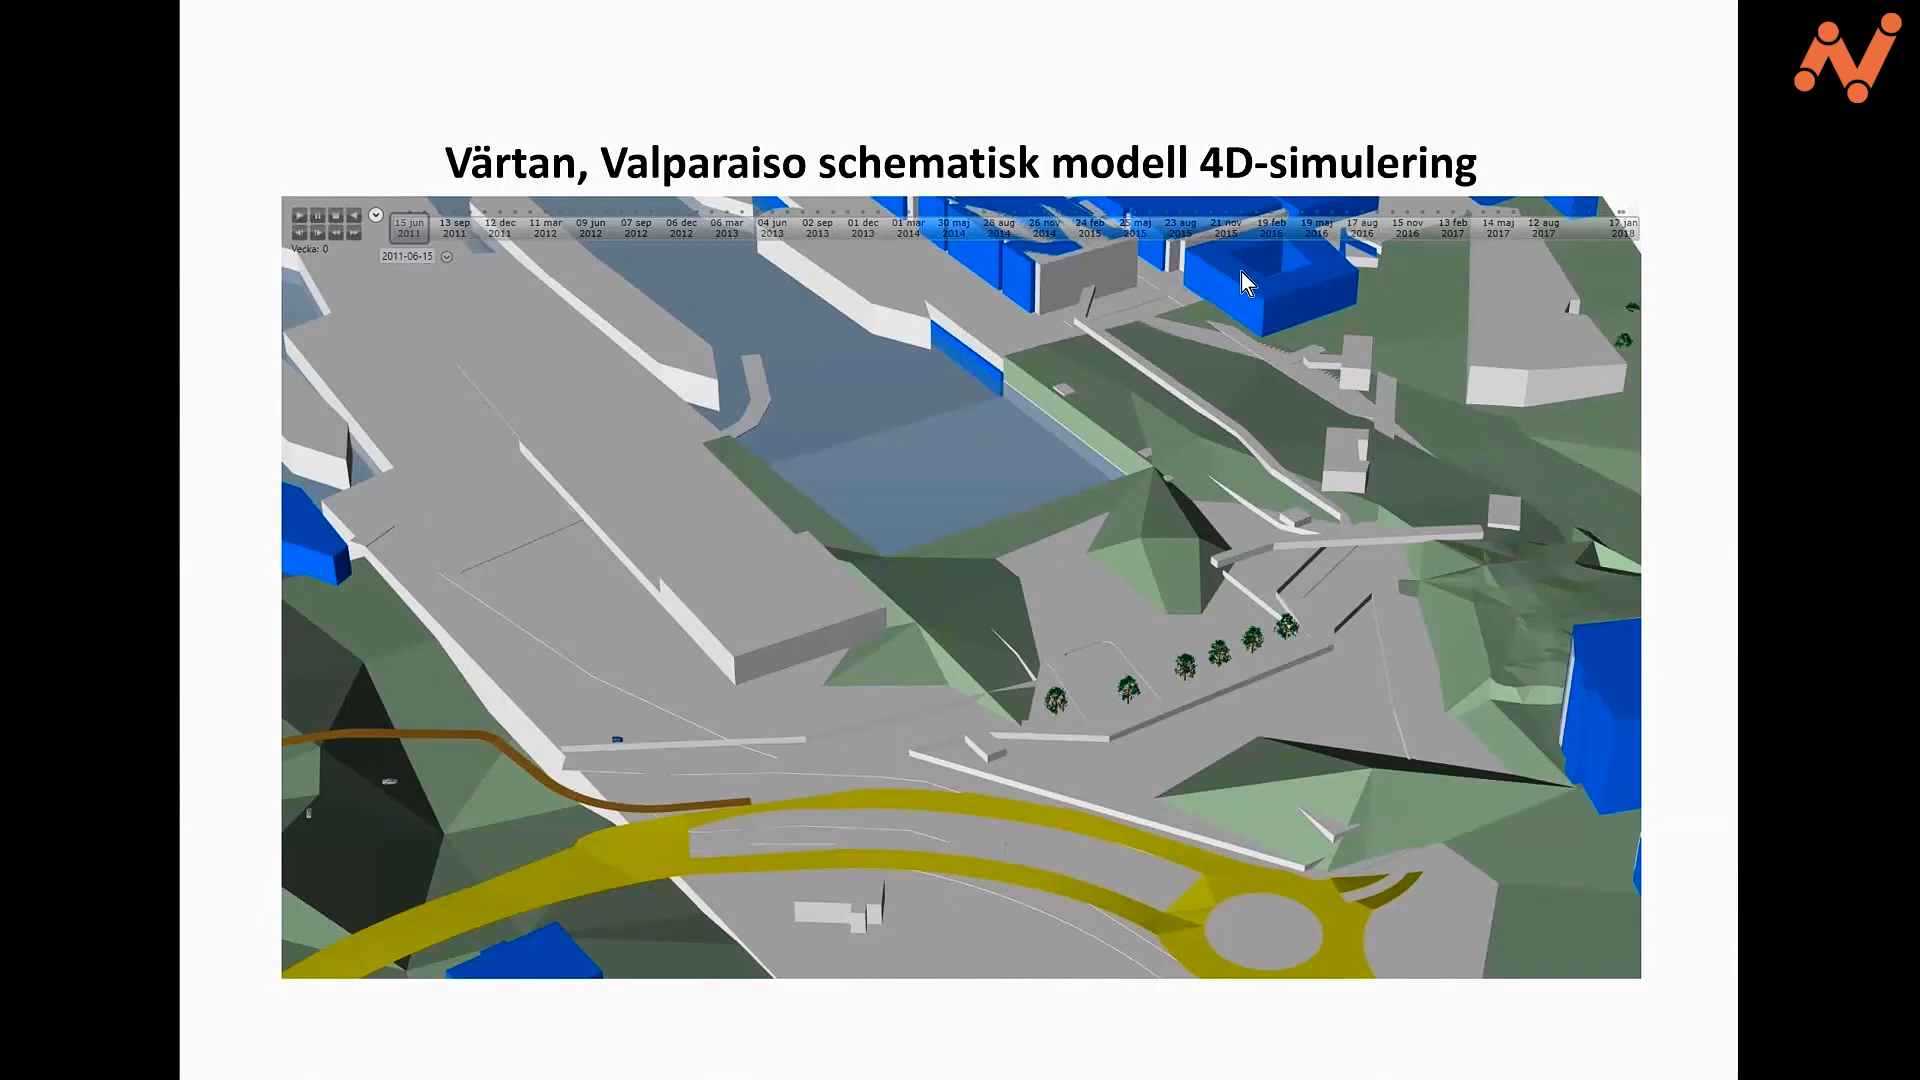 Värtan, Valparaiso schematisk modell 4D-simulering
15 jun 13 sep 12 dec 11 mar 09 jun 07 sep 06 dec 06 mar 04 jun 02 sep 01 dec 01 mar 30 maj 28 aug 26 nov 24 feb 25 maj 23 aug 21 nov 19 feb 19 maj 17 aug 15 nov 13 feb 14 maj 12 aug 17 jan
2011 2011 2011 2012 2012 2012 2012 2013 2013 2013 2013 2014 2014 2014 2014 2015 2015 2015 2015 2016 2016 2016 2016 2017 2017 2017 2018
Vecka: 0
2011-06-15